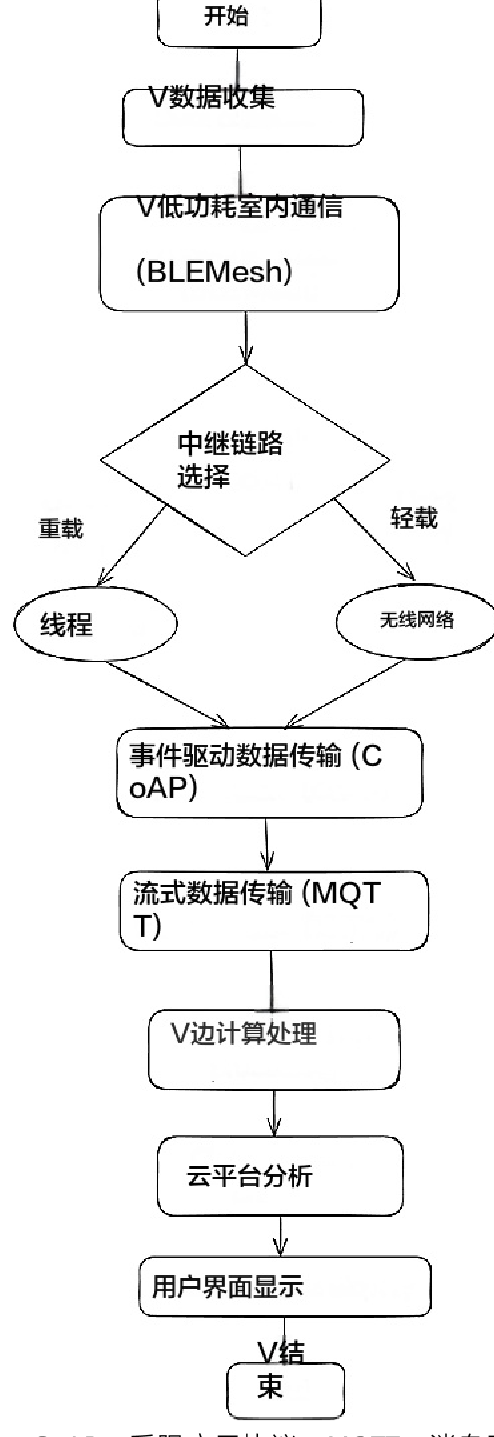 开始
V数据收集
V低功耗室内通信
(BLEMesh)
中继链路
选择
重载
轻载
线程
无线网络
事件驱动数据传输 (C
oAP)
流式数据传输 (MQT
T)
V边计算处理
云平台分析
用户界面显示
V结
束